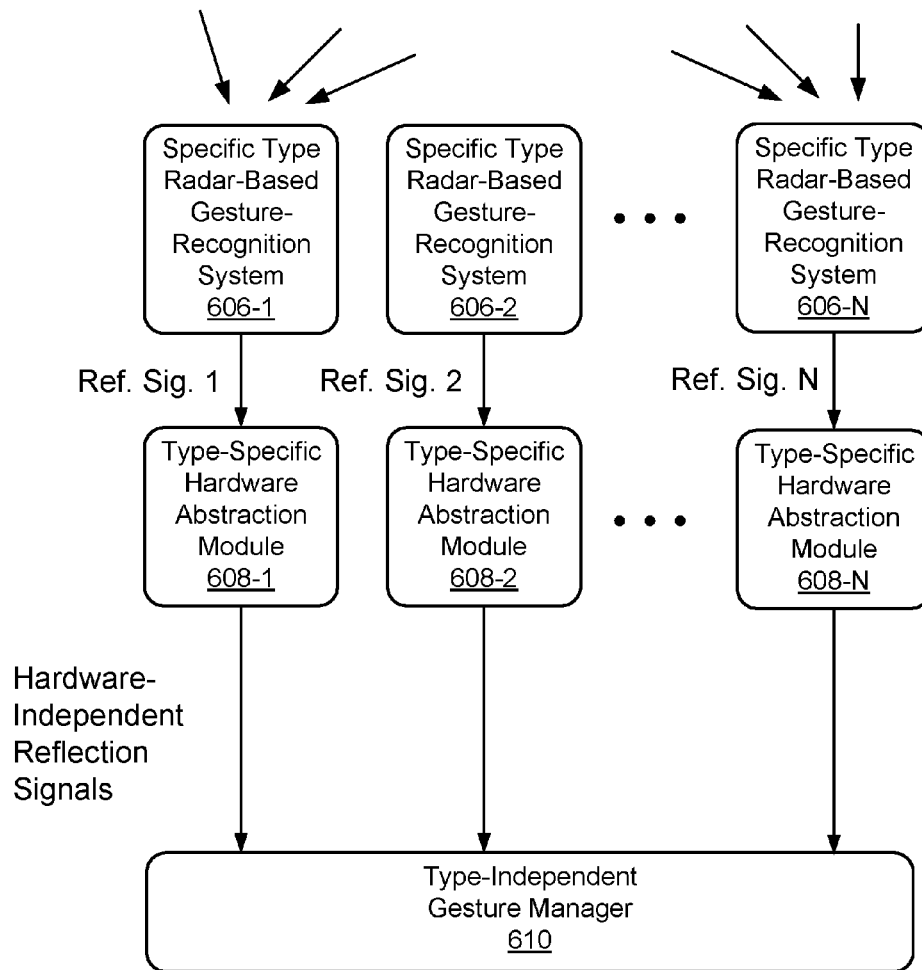 Specific Type
Radar-Based
Gesture-
Recognition
System
606-1
Specific Type
Radar-Based
Gesture-
Recognition
System
606-2
Specific Type
Radar-Based
Gesture-
Recognition
System
606-N
Ref. Sig. 1
Ref. Sig. 2
Ref. Sig. N
Type-Specific
Hardware
Abstraction
Module
608-1
Type-Specific
Hardware
Abstraction
Module
608-2
Type-Specific
Hardware
Abstraction
Module
608-N
Hardware-
Independent
Reflection
Signals
Type-Independent
Gesture Manager
610